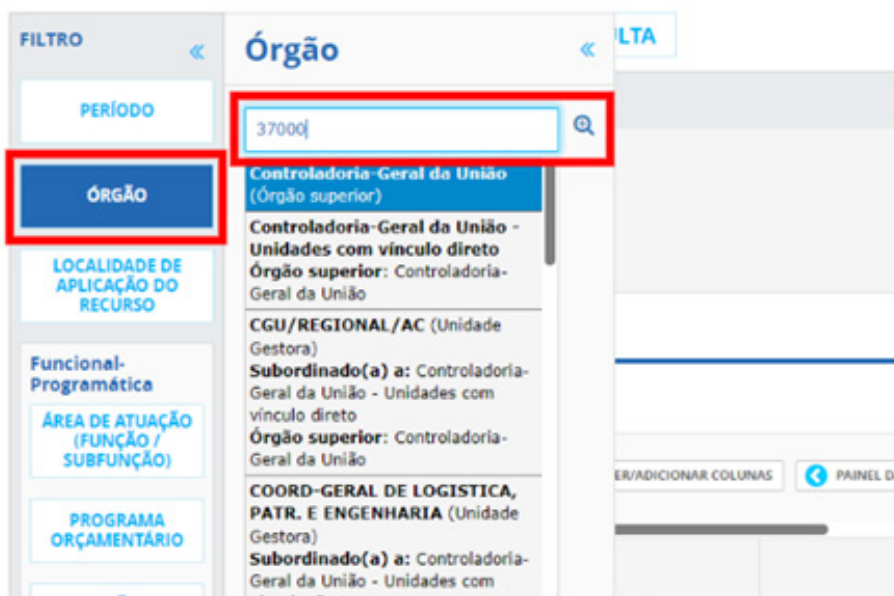 FILTRO
PERÍODO
ÓRGÃO
LOCALIDADE DE
APLICAÇÃO DO
RECURSO
Funcional-
Programática
ÁREA DE ATUAÇÃO
(FUNÇÃO /
SUBFUNÇÃO)
PROGRAMA
ORÇAMENTÁRIO
Órgão
37000
Controladoria-Geral da União
(Órgão superior)
Controladoria-Geral da União -
Unidades com vínculo direto
Órgão superior: Controladoria-
Geral da União
CGU/REGIONAL/AC (Unidade
Gestora)
Subordinado(a) a: Controladoria-
Geral da União - Unidades com
vínculo direto
Órgão superior: Controladoria-
Geral da União
COORD-GERAL DE LOGISTICA,
PATR. E ENGENHARIA (Unidade
Gestora)
Subordinado(a) a: Controladoria-
Geral da União - Unidades com
ULTA
ER/ADICIONAR COLUNAS
PAINEL DA